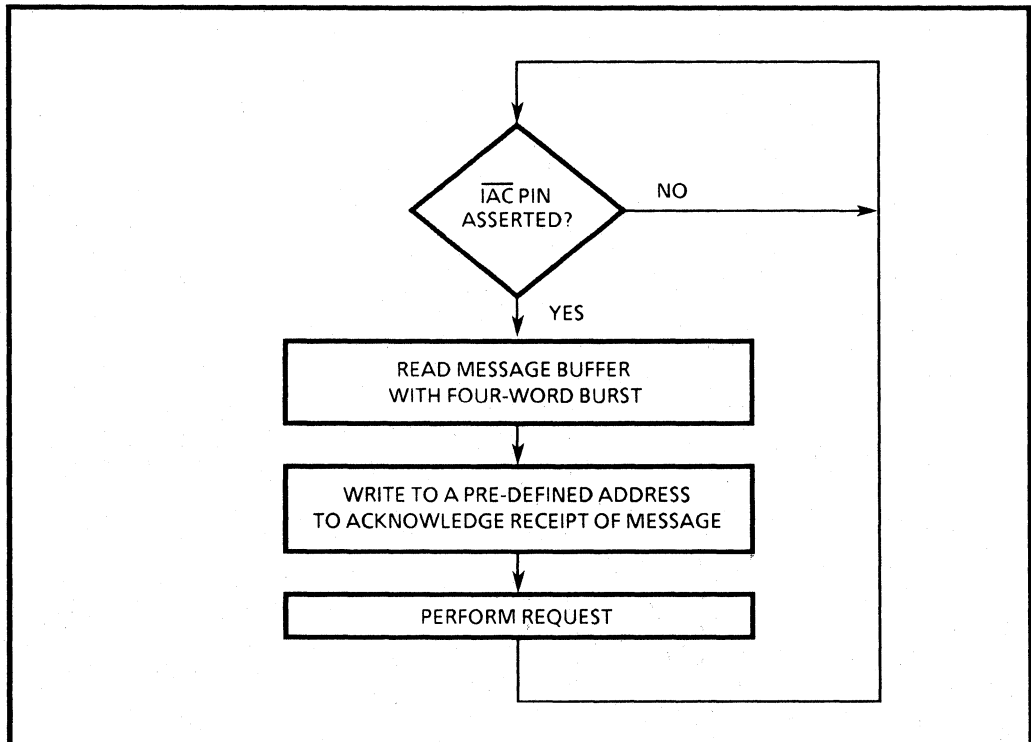 I̅A̅C̅ PIN
ASSERTED?
NO
YES
READ MESSAGE BUFFER
WITH FOUR-WORD BURST
WRITE TO A PRE-DEFINED ADDRESS
TO ACKNOWLEDGE RECEIPT OF MESSAGE
PERFORM REQUEST